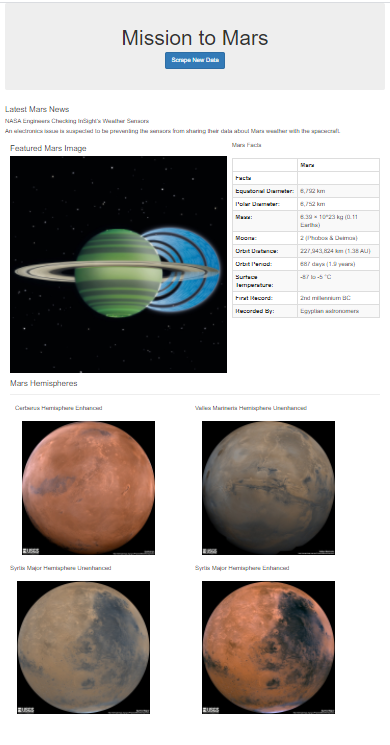 Mission to Mars
Scrape New Data
Latest Mars News
NASA Engineers Checking InSight's Weather Sensors
An electronics issue is suspected to be preventing the sensors from sharing their data about Mars weather with the spacecraft.
Featured Mars Image
Mars Facts
Mars
Facts
Equatorial Diameter: 6,792 km
Polar Diameter: 6,752 km
Mass: 6.39 × 10^23 kg (0.11
Earths)
Moons: 2 (Phobos & Deimos)
Orbit Distance: 227,943,824 km (1.38 AU)
Orbit Period: 687 days (1.9 years)
Surface
Temperature: -87 to -5 °C
First Record: 2nd millennium BC
Recorded By: Egyptian astronomers
Mars Hemispheres
Cerberus Hemisphere Enhanced
Valles Marineris Hemisphere Unenhanced
USGS
USGS
Syrtis Major Hemisphere Unenhanced
Syrtis Major Hemisphere Enhanced
USGS
USGS